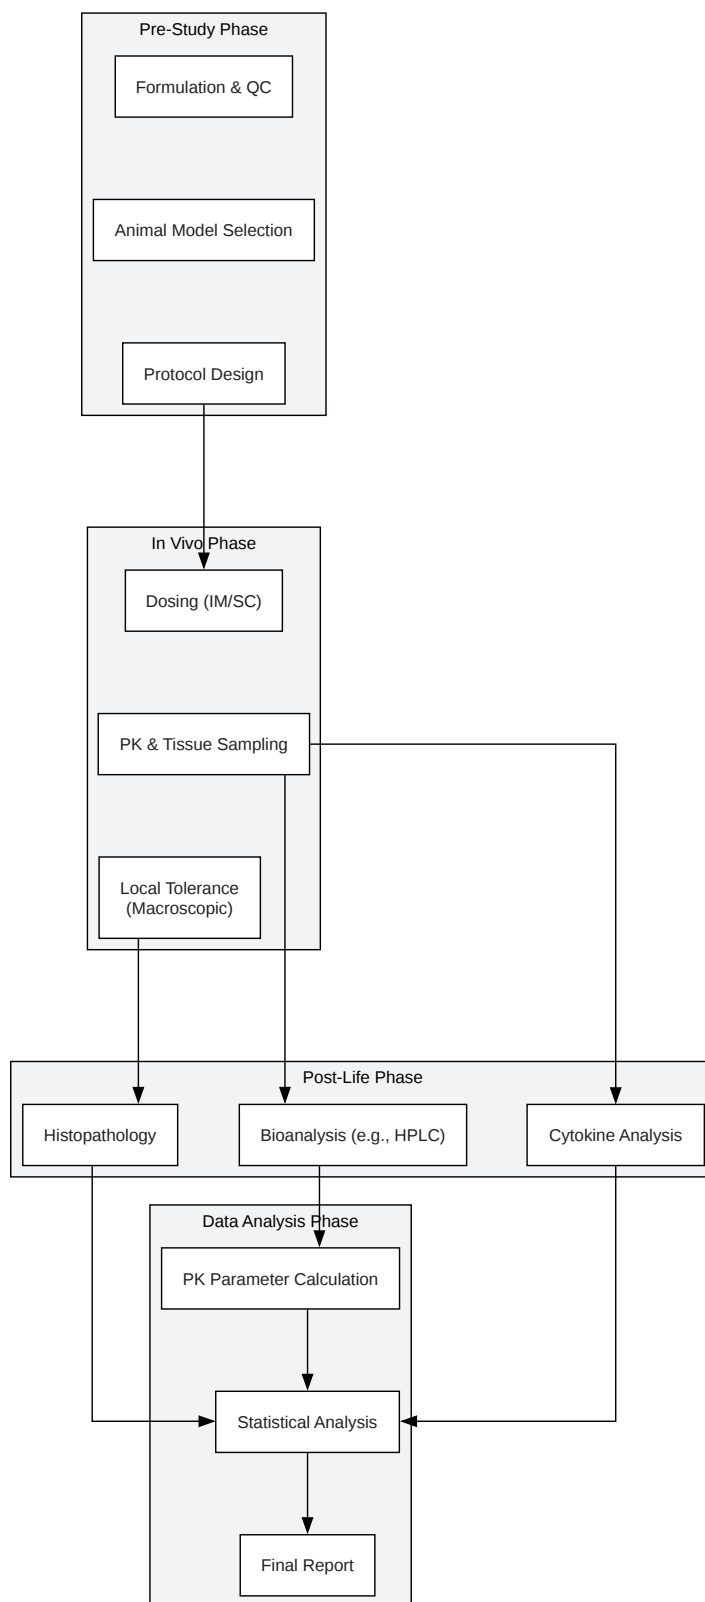 Pre-Study Phase
Formulation & QC
Animal Model Selection
Protocol Design
In Vivo Phase
Dosing (IM/SC)
PK & Tissue Sampling
Local Tolerance
(Macroscopic)
Post-Life Phase
Histopathology
Bioanalysis (e.g., HPLC)
Cytokine Analysis
Data Analysis Phase
PK Parameter Calculation
Statistical Analysis
Final Report